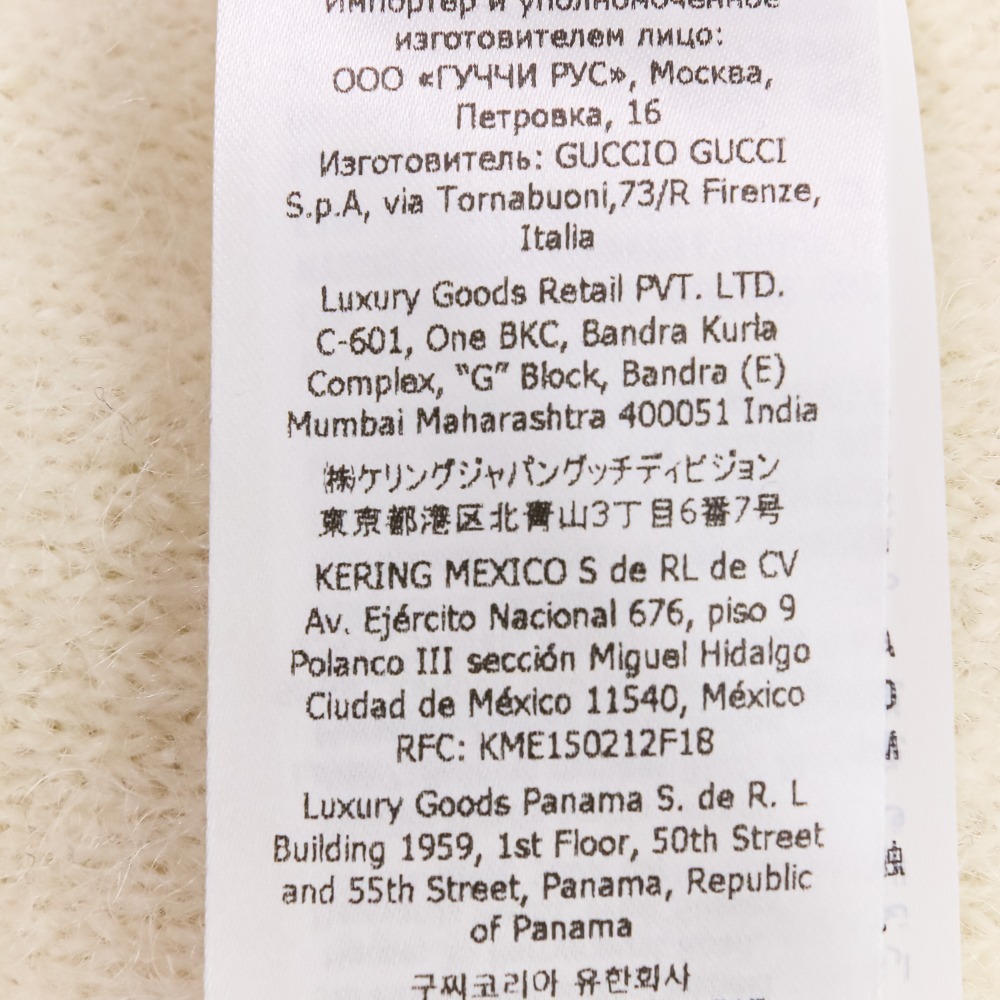 Импортер и уполномоченное
изготовителем лицо:
ООО «ГУЧЧИ РУС», Москва,
Петровка, 16
Изготовитель: GUCCIO GUCCI
S.p.A, via Tornabuoni,73/R Firenze,
Italia
Luxury Goods Retail PVT. LTD.
C-601, One BKC, Bandra Kurla
Complex, “G” Block, Bandra (E)
Mumbai Maharashtra 400051 India
㈱ケリングジャパングッチディビジョン
東京都港区北青山3丁目6番7号
KERING MEXICO S de RL de CV
Av. Ejército Nacional 676, piso 9
Polanco III sección Miguel Hidalgo
Ciudad de México 11540, México
RFC: KME150212F18
Luxury Goods Panama S. de R. L
Building 1959, 1st Floor, 50th Street
and 55th Street, Panama, Republic
of Panama
구찌코리아 유한회사